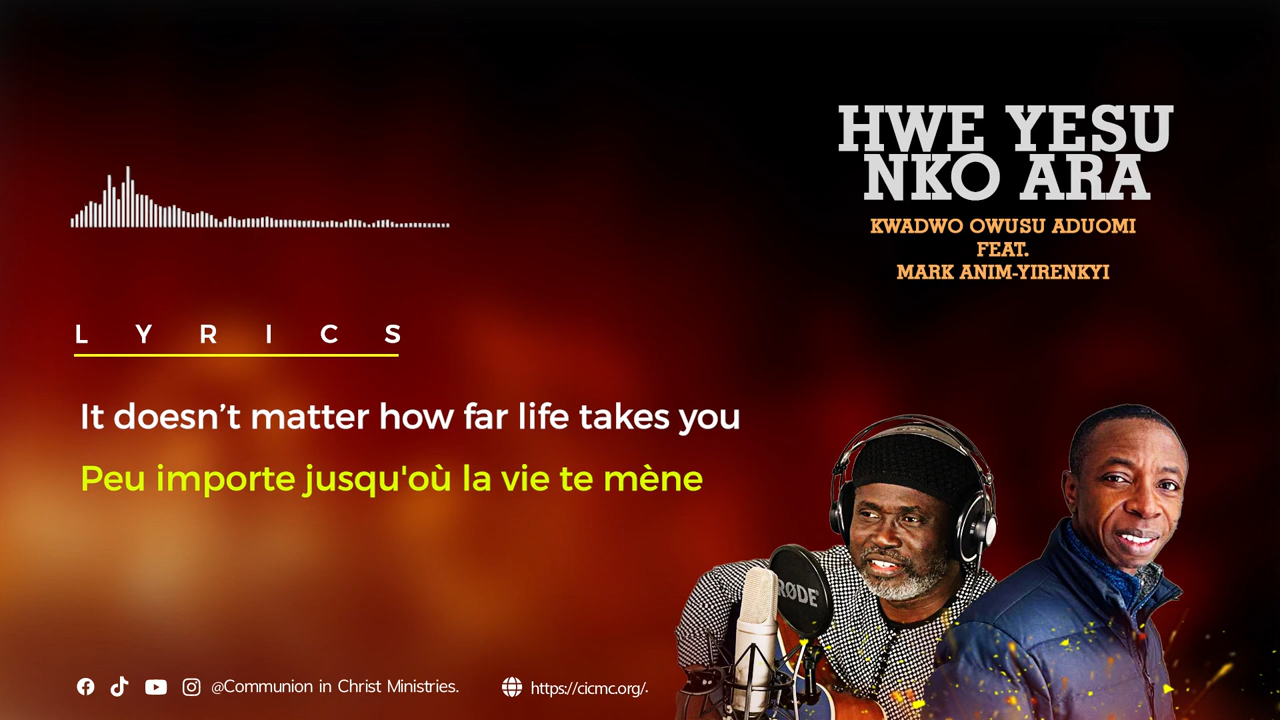 HWE YESU
NKO ARA
KWADWO OWUSU ADUOMI
FEAT.
MARK ANIM-YIRENKYI
LYRICS
It doesn’t matter how far life takes you
Peu importe jusqu'où la vie te mène
RØDE
@Communion in Christ Ministries.
https://cicmc.org/.